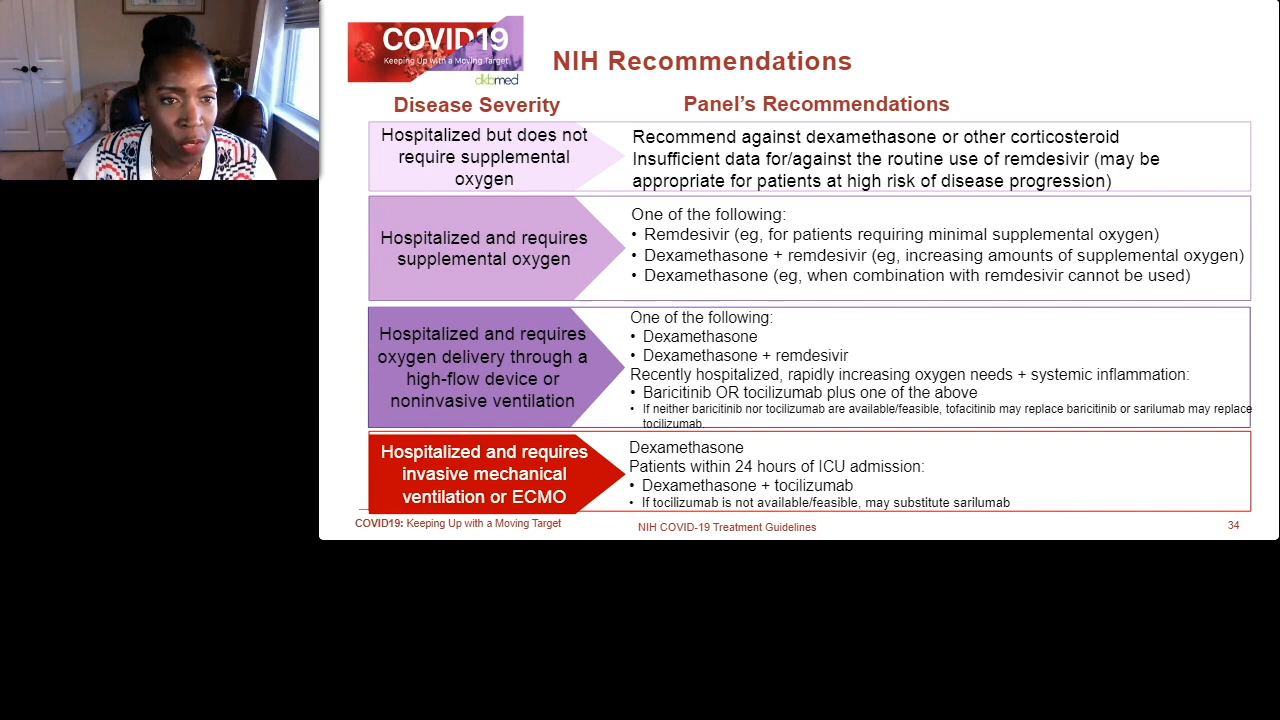 COVID19
Keeping Up with a Moving Target
dkbmed
NIH Recommendations
Disease Severity
Panel's Recommendations
Hospitalized but does not
require supplemental
oxygen
Recommend against dexamethasone or other corticosteroid
Insufficient data for/against the routine use of remdesivir (may be
appropriate for patients at high risk of disease progression)
Hospitalized and requires
supplemental oxygen
One of the following:
• Remdesivir (eg, for patients requiring minimal supplemental oxygen)
• Dexamethasone + remdesivir (eg, increasing amounts of supplemental oxygen)
• Dexamethasone (eg, when combination with remdesivir cannot be used)
Hospitalized and requires
oxygen delivery through a
high-flow device or
noninvasive ventilation
One of the following:
• Dexamethasone
• Dexamethasone + remdesivir
Recently hospitalized, rapidly increasing oxygen needs + systemic inflammation:
• Baricitinib OR tocilizumab plus one of the above
• If neither baricitinib nor tocilizumab are available/feasible, tofacitinib may replace baricitinib or sarilumab may replace
tocilizumab.
Hospitalized and requires
invasive mechanical
ventilation or ECMO
Dexamethasone
Patients within 24 hours of ICU admission:
• Dexamethasone + tocilizumab
• If tocilizumab is not available/feasible, may substitute sarilumab
COVID19: Keeping Up with a Moving Target
NIH COVID-19 Treatment Guidelines
34